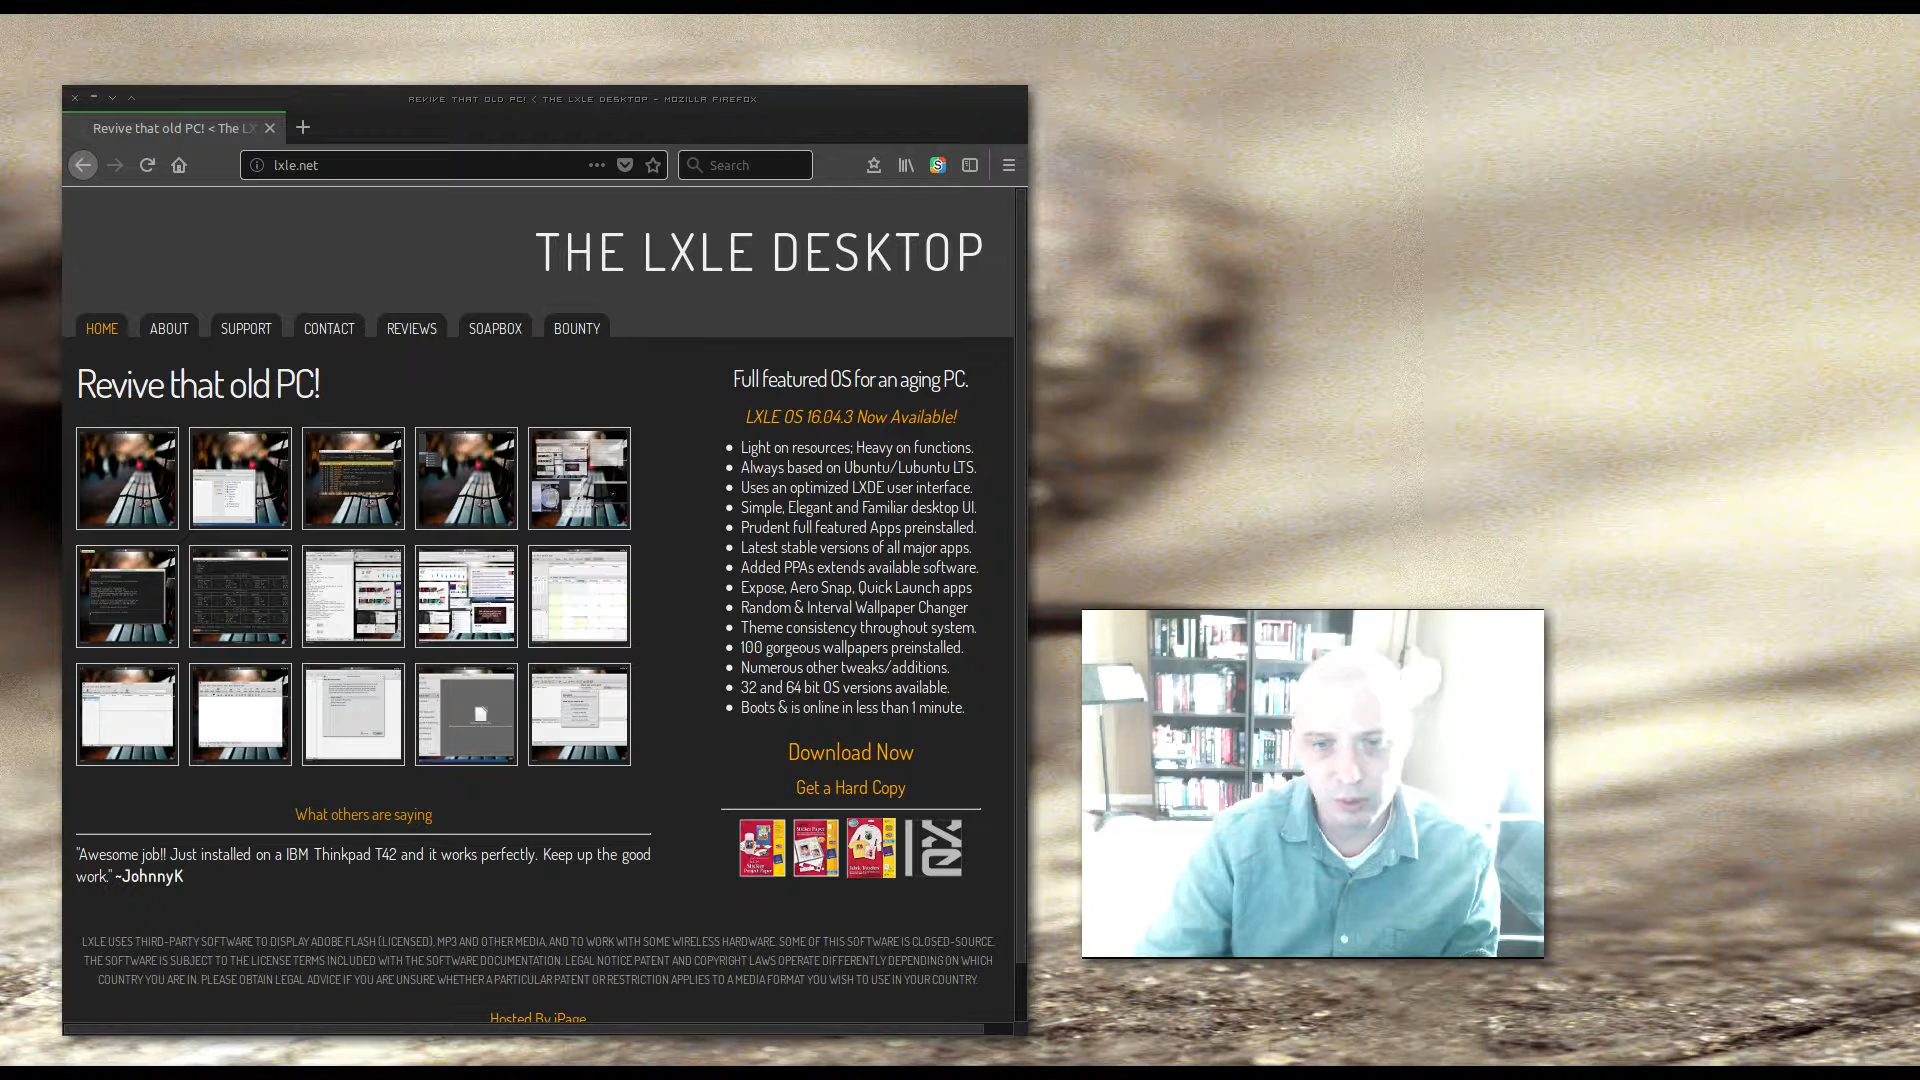 REVIVE THAT OLD PC! < THE LXLE DESKTOP - MOZILLA FIREFOX
Revive that old PC! < The LX
lxle.net
Search
THE LXLE DESKTOP
HOME ABOUT SUPPORT CONTACT REVIEWS SOAPBOX BOUNTY
Revive that old PC!
What others are saying
"Awesome job!! Just installed on a IBM Thinkpad T42 and it works perfectly. Keep up the good
work." ~JohnnyK
Full featured OS for an aging PC.
LXLE OS 16.04.3 Now Available!
Light on resources; Heavy on functions.
Always based on Ubuntu/Lubuntu LTS.
Uses an optimized LXDE user interface.
Simple, Elegant and Familiar desktop UI.
Prudent full featured Apps preinstalled.
Latest stable versions of all major apps.
Added PPAs extends available software.
Expose, Aero Snap, Quick Launch apps
Random & Interval Wallpaper Changer
Theme consistency throughout system.
100 gorgeous wallpapers preinstalled.
Numerous other tweaks/additions.
32 and 64 bit OS versions available.
Boots & is online in less than 1 minute.
Download Now
Get a Hard Copy
LXLE USES THIRD-PARTY SOFTWARE TO DISPLAY ADOBE FLASH (LICENSED), MP3 AND OTHER MEDIA, AND TO WORK WITH SOME WIRELESS HARDWARE. SOME OF THIS SOFTWARE IS CLOSED-SOURCE.
THE SOFTWARE IS SUBJECT TO THE LICENSE TERMS INCLUDED WITH THE SOFTWARE DOCUMENTATION. LEGAL NOTICE PATENT AND COPYRIGHT LAWS OPERATE DIFFERENTLY DEPENDING ON WHICH
COUNTRY YOU ARE IN. PLEASE OBTAIN LEGAL ADVICE IF YOU ARE UNSURE WHETHER A PARTICULAR PATENT OR RESTRICTION APPLIES TO A MEDIA FORMAT YOU WISH TO USE IN YOUR COUNTRY.
Hosted By iPage